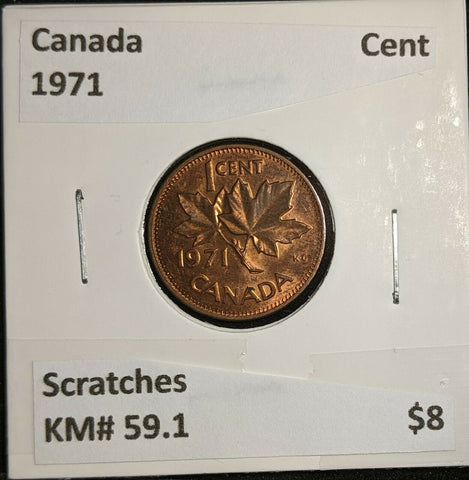 Canada Cent
1971
1 CENT
1971 KG
CANADA
Scratches
KM# 59.1 $8